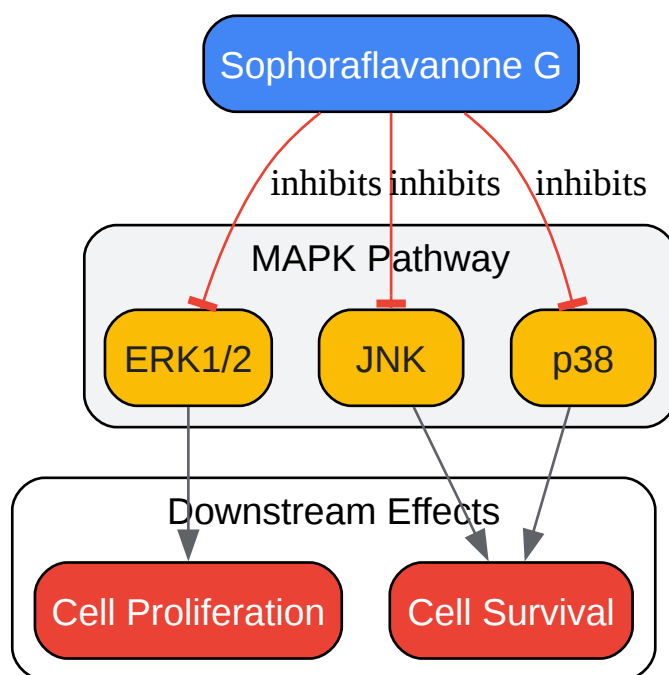 Sophoraflavanone G
inhibits inhibits inhibits
MAPK Pathway
ERK1/2 JNK p38
Downstream Effects
Cell Proliferation Cell Survival